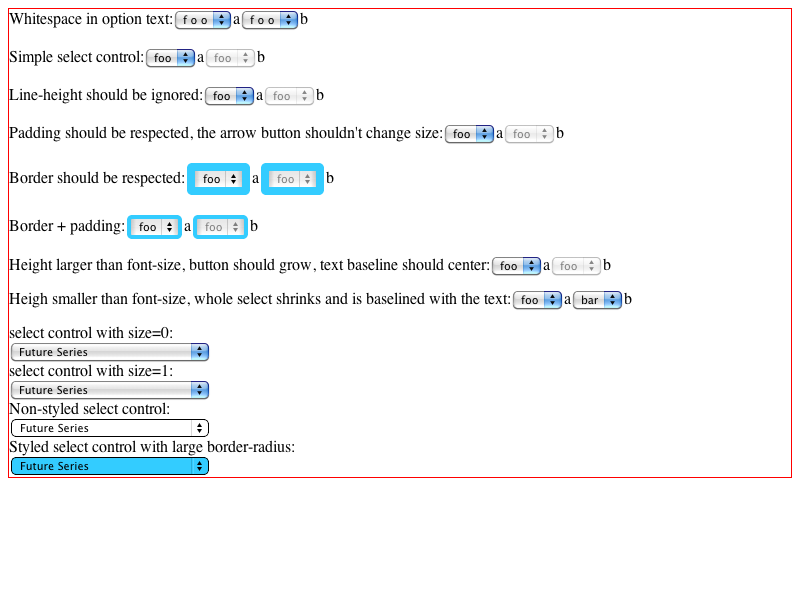 Whitespace in option text: f o o a f o o b
Simple select control: foo a foo b
Line-height should be ignored: foo a foo b
Padding should be respected, the arrow button shouldn't change size: foo a foo b
Border should be respected: foo a foo b
Border + padding: foo a foo b
Height larger than font-size, button should grow, text baseline should center: foo a foo b
Heigh smaller than font-size, whole select shrinks and is baselined with the text: foo a bar b
select control with size=0:
Future Series
select control with size=1:
Future Series
Non-styled select control:
Future Series
Styled select control with large border-radius:
Future Series